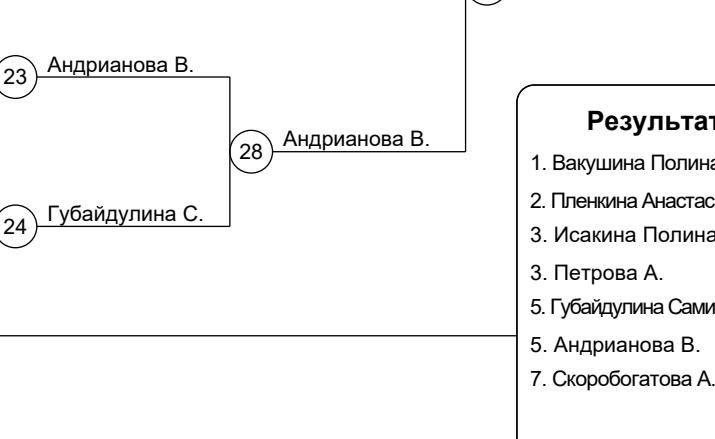 23
Андрианова В.
28
Андрианова В.
24
Губайдулина С.
Результат
1. Вакушина Полина
2. Пленкина Анастас
3. Исакина Полина
3. Петрова А.
5. Губайдулина Сами
5. Андрианова В.
7. Скоробогатова А.